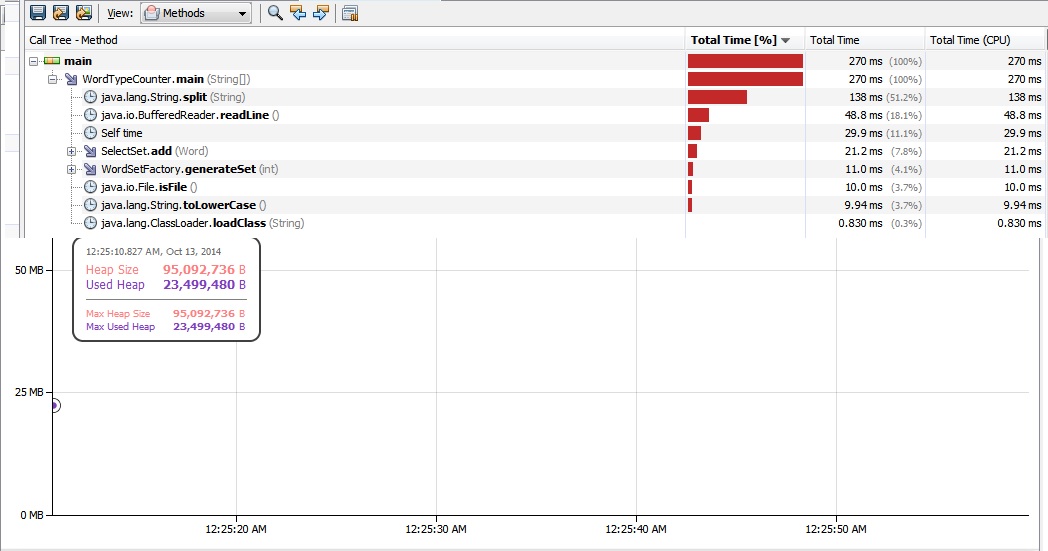 View: Methods
Call Tree - Method Total Time [%] Total Time Total Time (CPU)
main 270 ms (100%) 270 ms
WordTypeCounter.main (String[]) 270 ms (100%) 270 ms
java.lang.String.split (String) 138 ms (51.2%) 138 ms
java.io.BufferedReader.readLine () 48.8 ms (18.1%) 48.8 ms
Self time 29.9 ms (11.1%) 29.9 ms
SelectSet.add (Word) 21.2 ms (7.8%) 21.2 ms
WordSetFactory.generateSet (int) 11.0 ms (4.1%) 11.0 ms
java.io.File.isFile () 10.0 ms (3.7%) 10.0 ms
java.lang.String.toLowerCase () 9.94 ms (3.7%) 9.94 ms
java.lang.ClassLoader.loadClass (String) 0.830 ms (0.3%) 0.830 ms
12:25:10.827 AM, Oct 13, 2014
Heap Size 95,092,736 B
Used Heap 23,499,480 B
Max Heap Size 95,092,736 B
Max Used Heap 23,499,480 B
50 MB
25 MB
0 MB
12:25:20 AM 12:25:30 AM 12:25:40 AM 12:25:50 AM